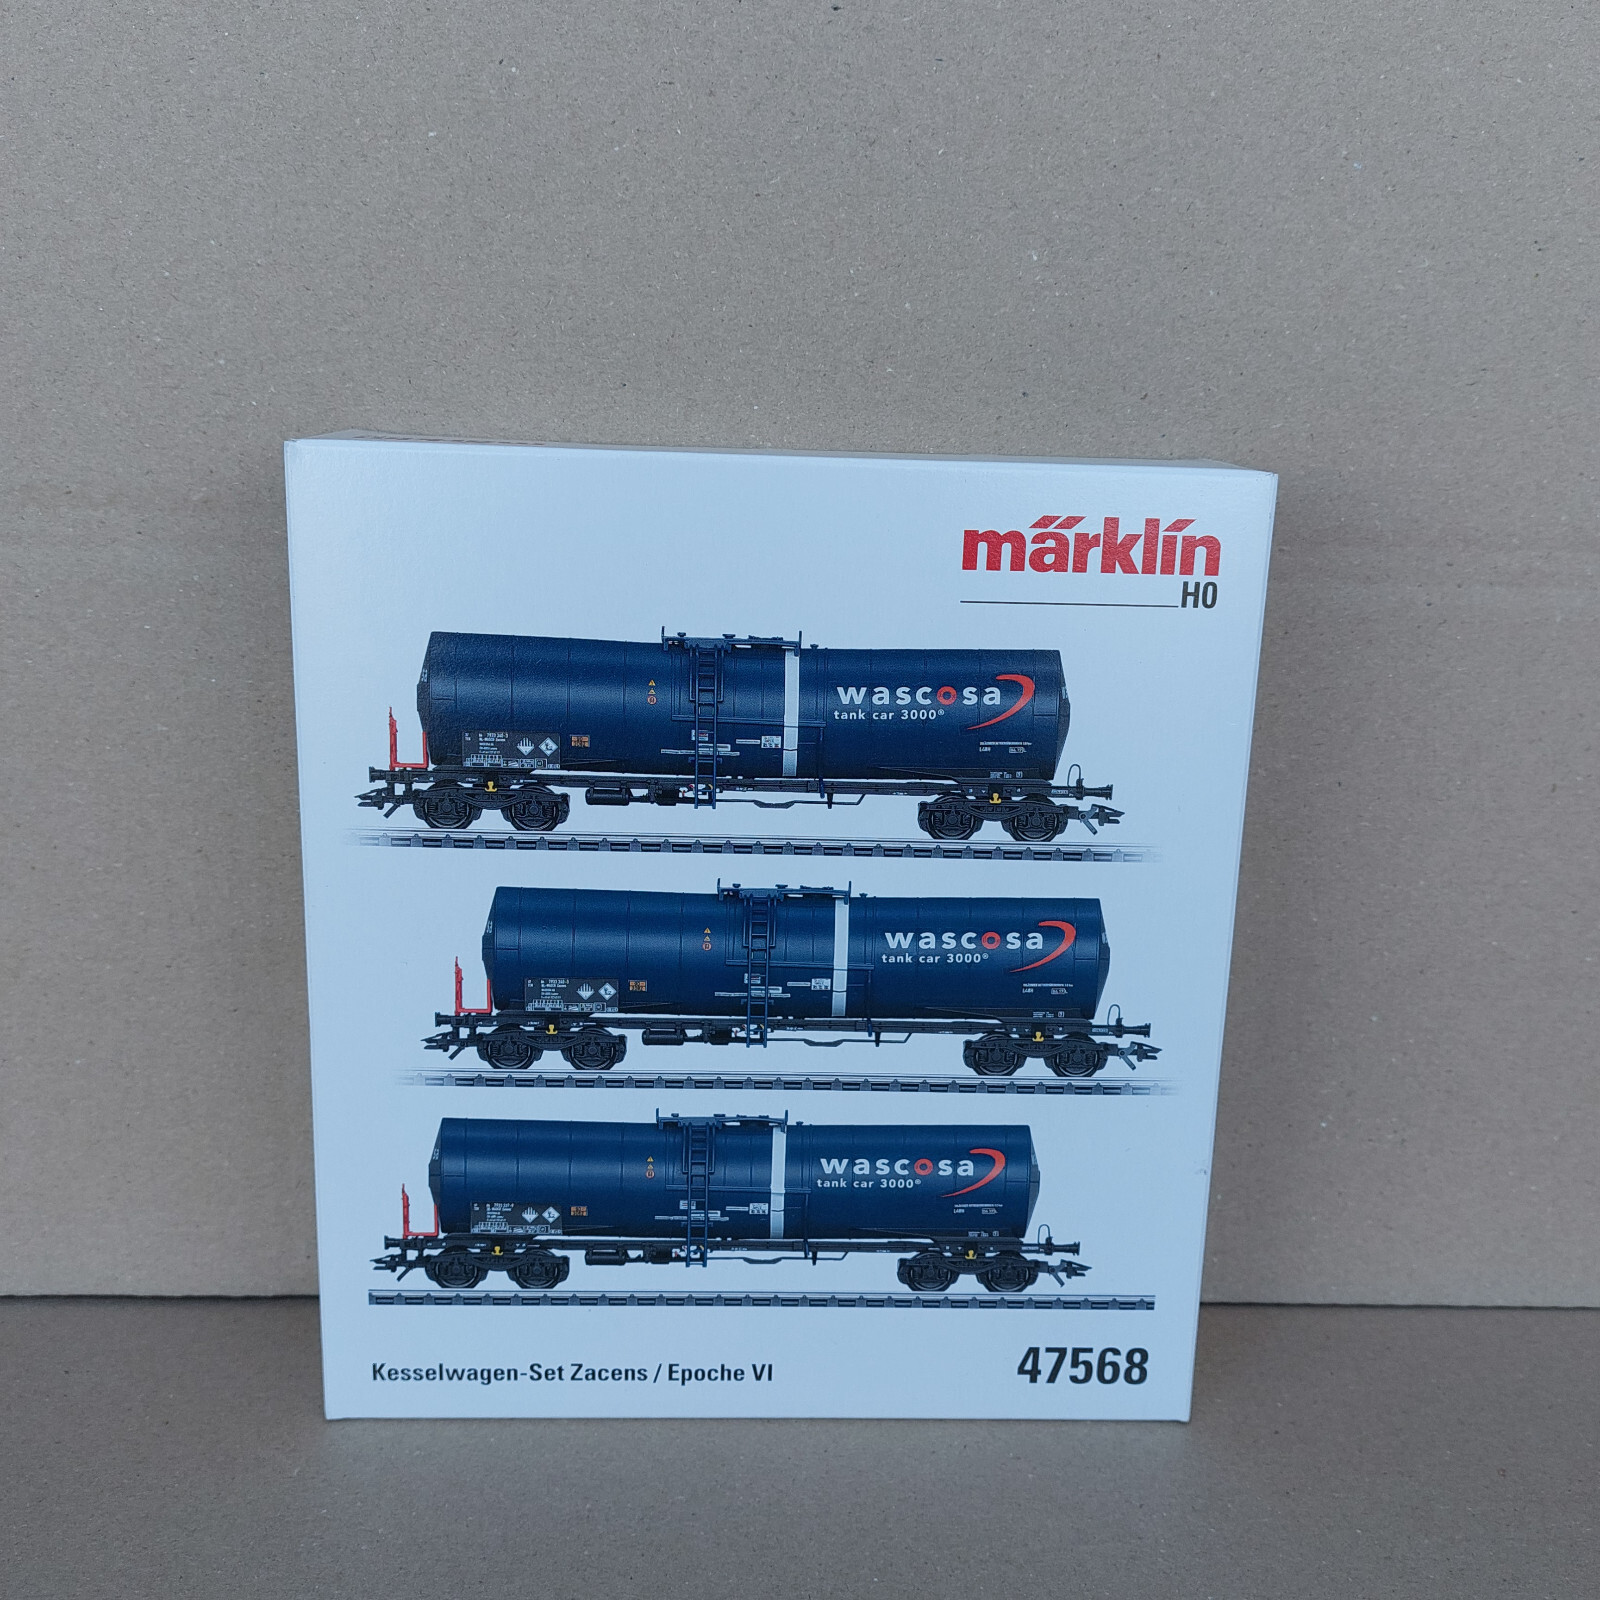 märklin
H0
wascosa
tank car 3000®
wascosa
tank car 3000®
wascosa
tank car 3000®
Kesselwagen-Set Zacens / Epoche VI
47568